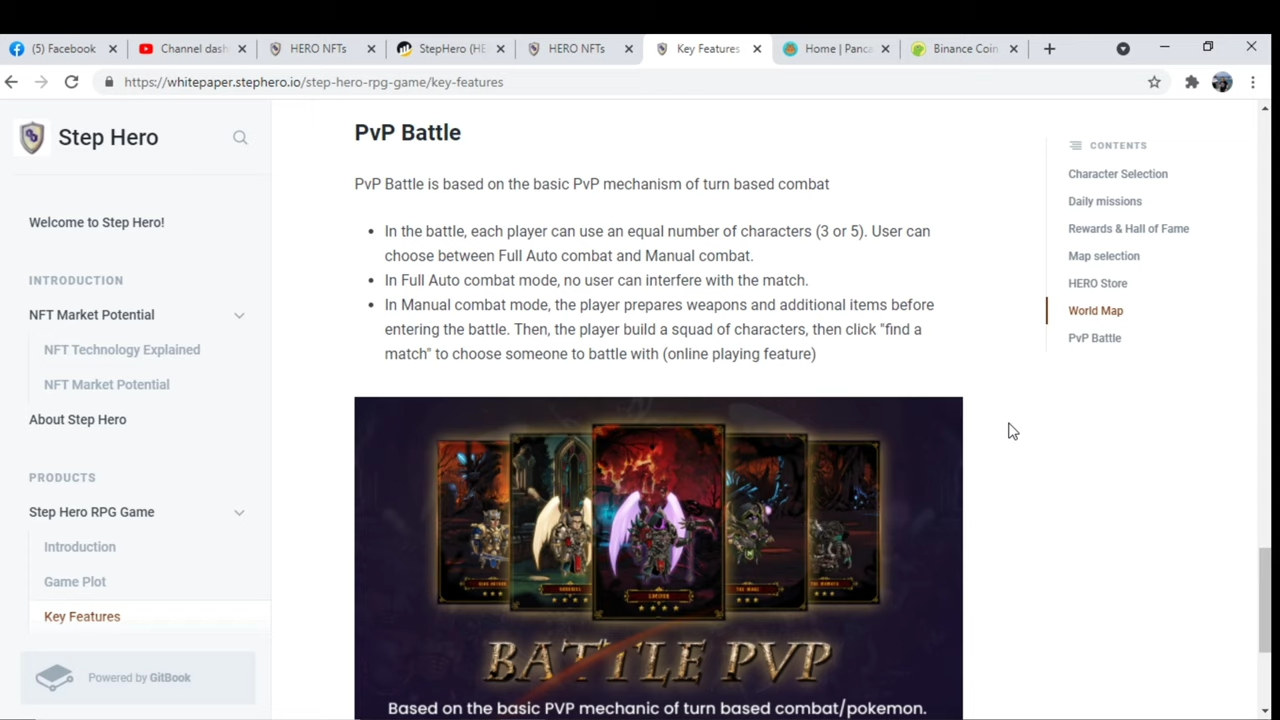 (5) Facebook
Channel dash
HERO NFTs
StepHero (HE
HERO NFTs
Key Features
Home | Panca
Binance Coin
https://whitepaper.stephero.io/step-hero-rpg-game/key-features
Step Hero
Welcome to Step Hero!
INTRODUCTION
NFT Market Potential
NFT Technology Explained
NFT Market Potential
About Step Hero
PRODUCTS
Step Hero RPG Game
Introduction
Game Plot
Key Features
Powered by GitBook
PvP Battle
PvP Battle is based on the basic PvP mechanism of turn based combat
• In the battle, each player can use an equal number of characters (3 or 5). User can
choose between Full Auto combat and Manual combat.
• In Full Auto combat mode, no user can interfere with the match.
• In Manual combat mode, the player prepares weapons and additional items before
entering the battle. Then, the player build a squad of characters, then click "find a
match" to choose someone to battle with (online playing feature)
LUCIFER
THE MAGE
BATTLE PVP
Based on the basic PVP mechanic of turn based combat/pokemon.
CONTENTS
Character Selection
Daily missions
Rewards & Hall of Fame
Map selection
HERO Store
World Map
PvP Battle